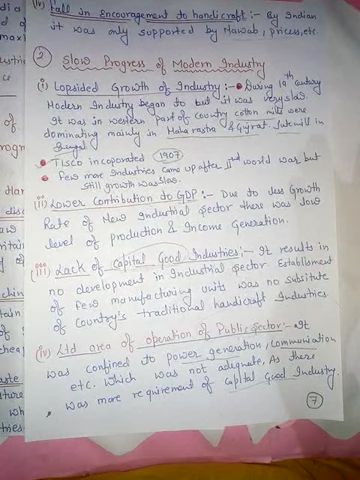 (iv) fall in Encouragement to handicraft :- By Indian
it was only supported by Nawab, prices, etc.
② Slow Progress of Modern Industry
(i) Lopsided Growth of Industry :- • During 19th Century
Modern Industry began to but it was very slow
It was in western part of country cotton mills were
dominating mainly in Maharasha & Gujrat. Jute mill in
Bengal
• TISCO incoporated (1907)
• Few more Industries came up after IInd world war but
still growth was slow.
(ii) Lower Contribution to GDP :- Due to less Growth
Rate of New Industrial sector there was low
level of production & Income Generation.
(iii) Lack of Capital Good Industries :- It results in
no development in Industrial sector. Establisment
of few manufacturing units was no subsitute
of country's traditional handicraft Industries.
(iv) Ltd area of operation of Public Sector :- It
was confined to power generation, communication
etc. which was not adequate. As there
was more requirement of Capital Good Industry.
7